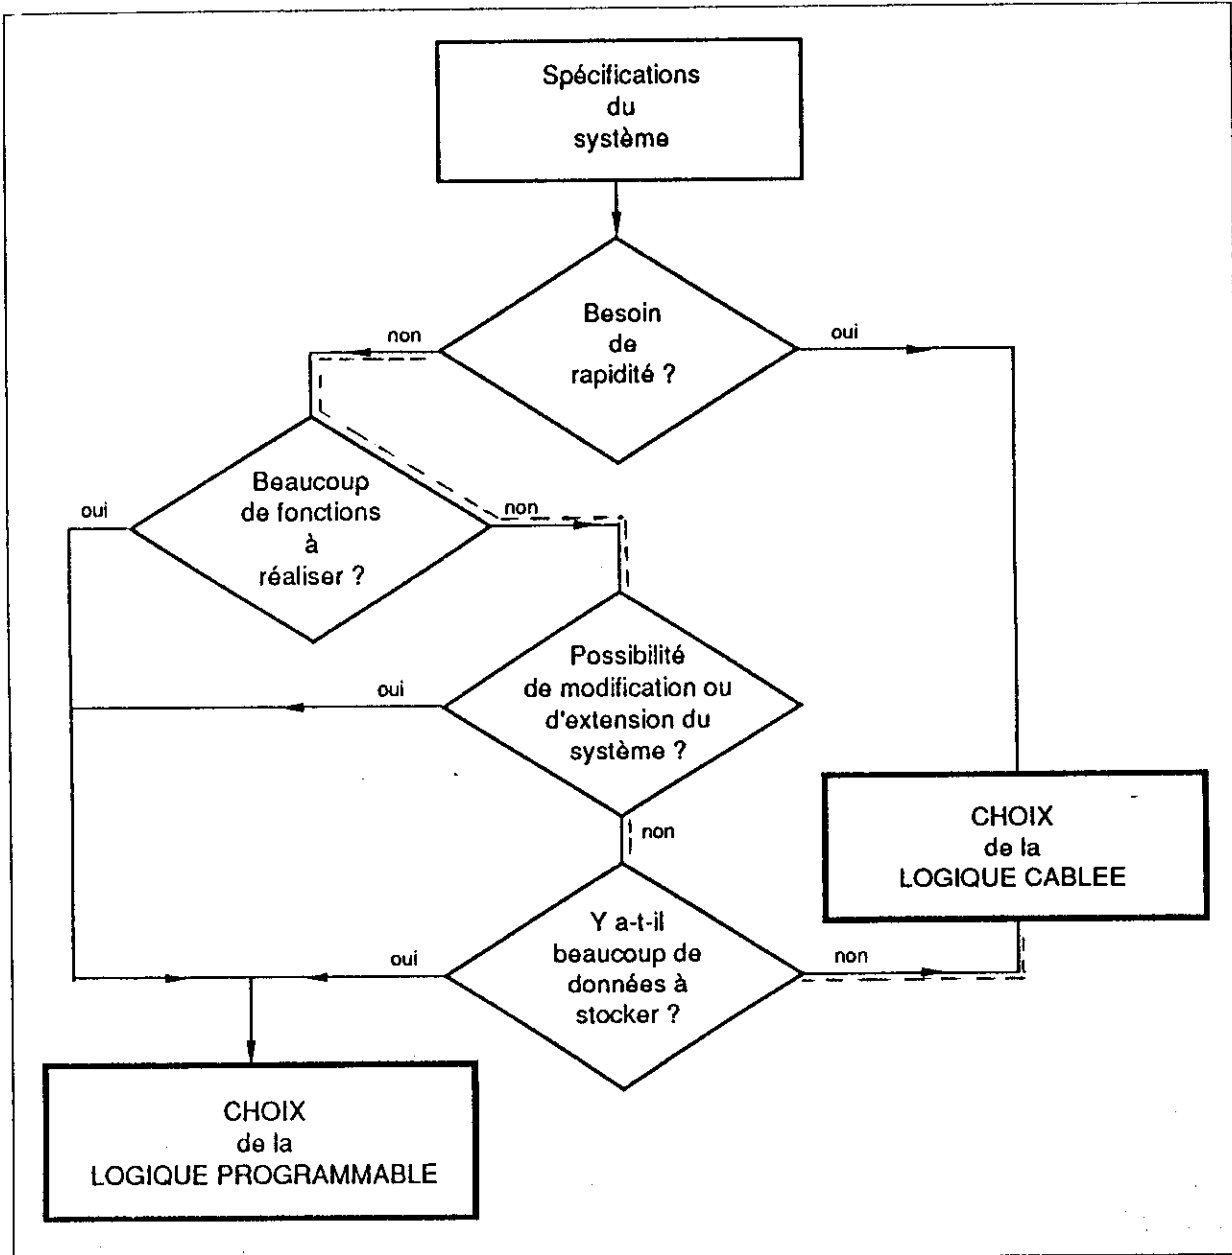 Spécifications
du
système
Besoin
de
rapidité ?
non
oui
Beaucoup
de fonctions
à
réaliser ?
oui
non
Possibilité
de modification ou
d'extension du
système ?
oui
non
CHOIX
de la
LOGIQUE CABLEE
Y a-t-il
beaucoup de
données à
stocker ?
oui
non
CHOIX
de la
LOGIQUE PROGRAMMABLE